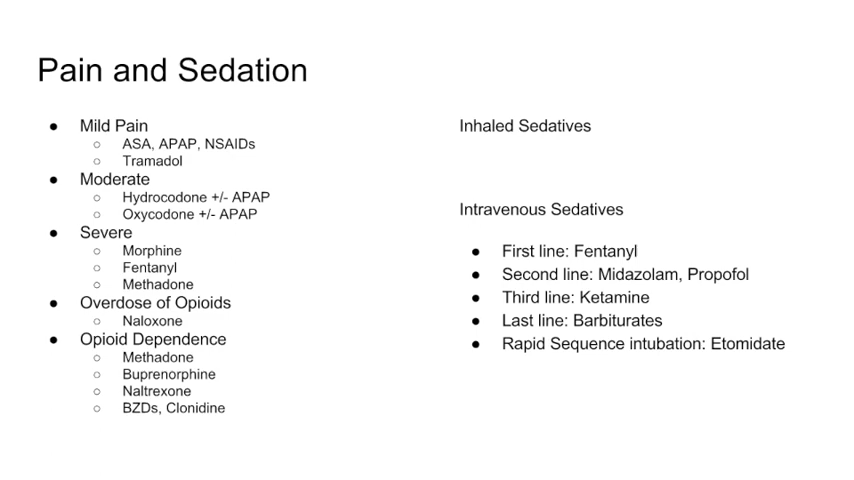 Pain and Sedation
● Mild Pain
○ ASA, APAP, NSAIDs
○ Tramadol
● Moderate
○ Hydrocodone +/- APAP
○ Oxycodone +/- APAP
● Severe
○ Morphine
○ Fentanyl
○ Methadone
● Overdose of Opioids
○ Naloxone
● Opioid Dependence
○ Methadone
○ Buprenorphine
○ Naltrexone
○ BZDs, Clonidine
Inhaled Sedatives
Intravenous Sedatives
● First line: Fentanyl
● Second line: Midazolam, Propofol
● Third line: Ketamine
● Last line: Barbiturates
● Rapid Sequence intubation: Etomidate